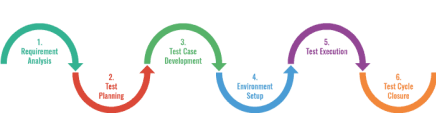 1.
Requirement
Analysis
2.
Test
Planning
3.
Test Case
Development
4.
Environment
Setup
5.
Test Execution
6.
Test Cycle
Closure